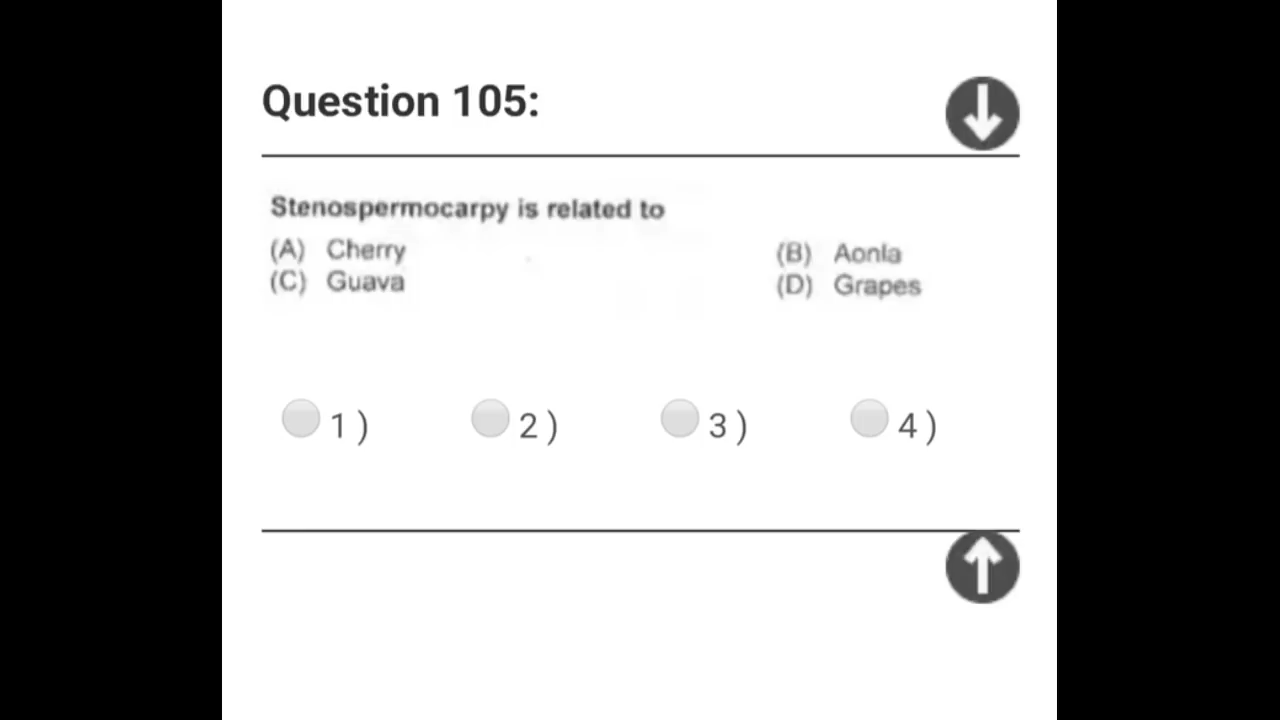 Question 105:
Stenospermocarpy is related to
(A) Cherry (B) Aonla
(C) Guava (D) Grapes
1 ) 2 ) 3 ) 4 )